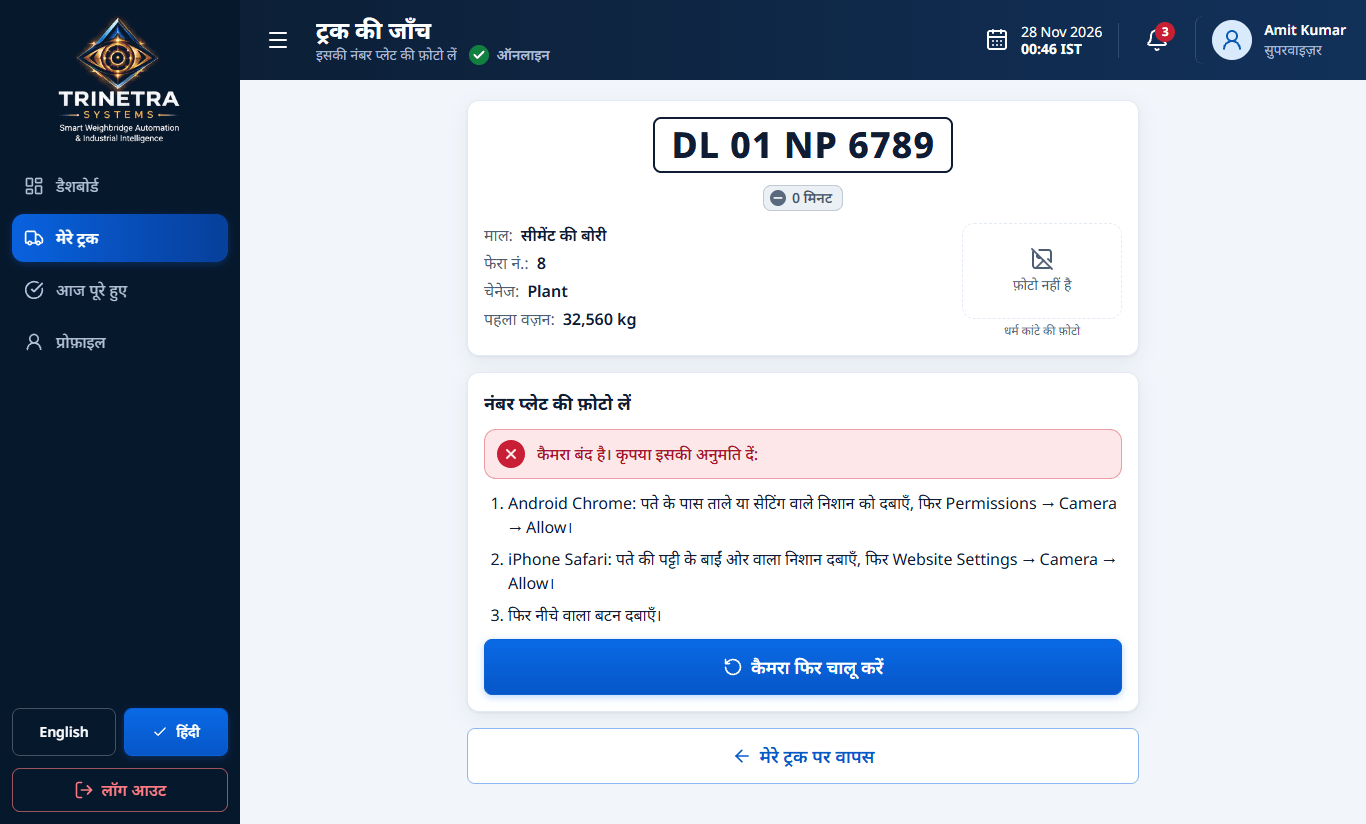 TRINETRA
SYSTEMS
Smart Weighbridge Automation
& Industrial Intelligence
डैशबोर्ड
मेरे ट्रक
आज पूरे हुए
प्रोफ़ाइल
English
हिंदी
लॉग आउट
ट्रक की जाँच
इसकी नंबर प्लेट की फ़ोटो लें
ऑनलाइन
28 Nov 2026
00:46 IST
3
Amit Kumar
सुपरवाइज़र
DL 01 NP 6789
0 मिनट
माल: सीमेंट की बोरी
फेरा नं.: 8
चेनेज: Plant
पहला वज़न: 32,560 kg
फ़ोटो नहीं है
धर्म कांटे की फ़ोटो
नंबर प्लेट की फ़ोटो लें
कैमरा बंद है। कृपया इसकी अनुमति दें:
1. Android Chrome: पते के पास ताले या सेटिंग वाले निशान को दबाएँ, फिर Permissions → Camera
→ Allow।
2. iPhone Safari: पते की पट्टी के बाईं ओर वाला निशान दबाएँ, फिर Website Settings → Camera →
Allow।
3. फिर नीचे वाला बटन दबाएँ।
कैमरा फिर चालू करें
मेरे ट्रक पर वापस